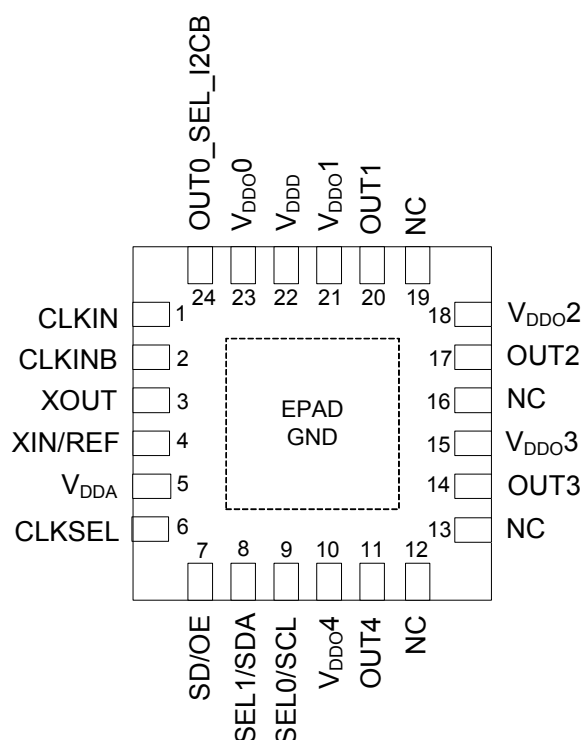 OUT0_SEL_I2CB
VDDO0
VDDD
VDDO1
OUT1
NC
24
23
22
21
20
19
CLKIN
1
CLKINB
2
XOUT
3
XIN/REF
4
VDDA
5
CLKSEL
6
EPAD
GND
18
VDDO2
17
OUT2
16
NC
15
VDDO3
14
OUT3
13
NC
7
8
9
10
11
12
SD/OE
SEL1/SDA
SEL0/SCL
VDDO4
OUT4
NC